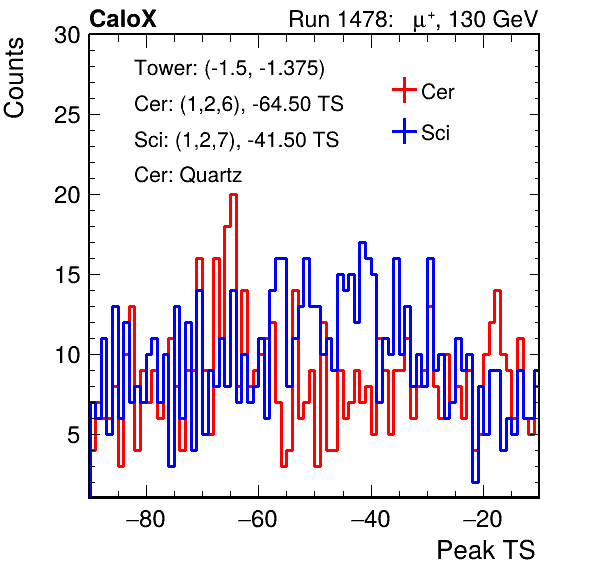 CaloX Run 1478: μ⁺, 130 GeV
Counts
30
25
20
15
10
5
Tower: (-1.5, -1.375)
Cer: (1,2,6), -64.50 TS
Sci: (1,2,7), -41.50 TS
Cer: Quartz
Cer
Sci
−80 −60 −40 −20
Peak TS